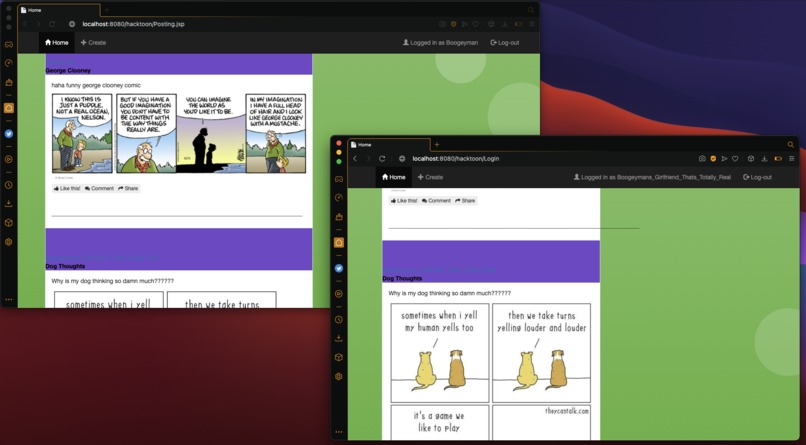 Home
localhost:8080/hacktoon/Posting.jsp
Home
Create
Logged in as Boogeyman
Log-out
George Clooney
haha funny george clooney comic
I KNOW THIS IS
JUST A PUDDLE,
NOT A REAL OCEAN,
NELSON.
BUT IF YOU HAVE A
GOOD IMAGINATION
YOU DON'T HAVE TO
BE CONTENT WITH
THE WAY THINGS
REALLY ARE.
YOU CAN IMAGINE
THE WORLD AS
YOU'D LIKE IT TO BE.
IN MY IMAGINATION
I HAVE A FULL HEAD
OF HAIR AND I LOOK
LIKE GEORGE CLOONEY
WITH A MOSTACHE.
Like this!
Comment
Share
Dog Thoughts
Why is my dog thinking so damn much??????
sometimes when i yell
then we take turns
Home
localhost:8080/hacktoon/Login
Home
Create
Logged in as Boogeymans_Girlfriend_Thats_Totally_Real
Log-out
Like this!
Comment
Share
Dog Thoughts
Why is my dog thinking so damn much??????
sometimes when i yell
my human yells too
then we take turns
yelling louder and louder
it's a game we
like to play
theycantalk.com